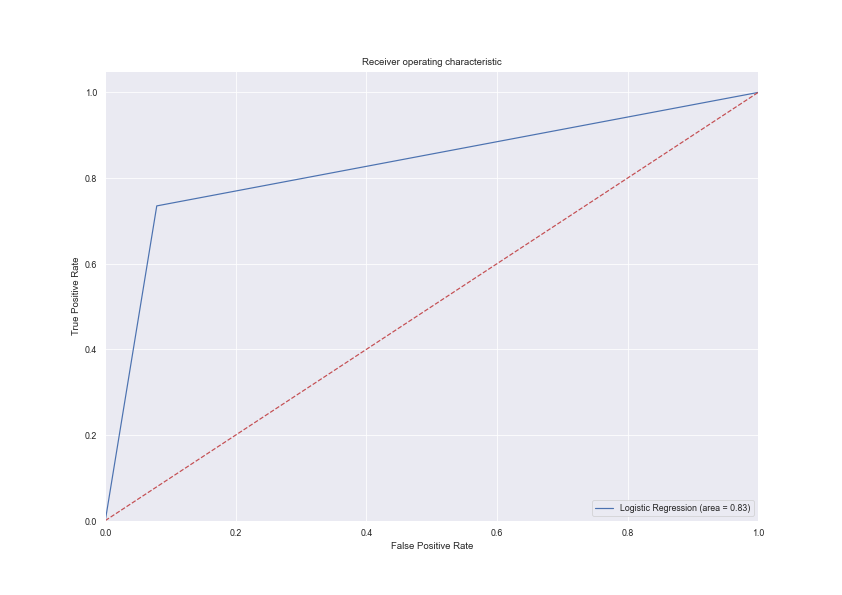 Receiver operating characteristic
1.0
0.8
0.6
0.4
0.2
0.0
True Positive Rate
0.0 0.2 0.4 0.6 0.8 1.0
False Positive Rate
Logistic Regression (area = 0.83)